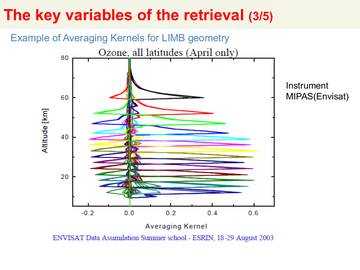 The key variables of the retrieval (3/5)
Example of Averaging Kernels for LIMB geometry
Ozone, all latitudes (April only)
80
60
40
20
Altitude [km]
-0.2 0.0 0.2 0.4 0.6
Averaging Kernel
Instrument
MIPAS(Envisat)
ENVISAT Data Assumilation Summer school - ESRIN, 18-29 August 2003